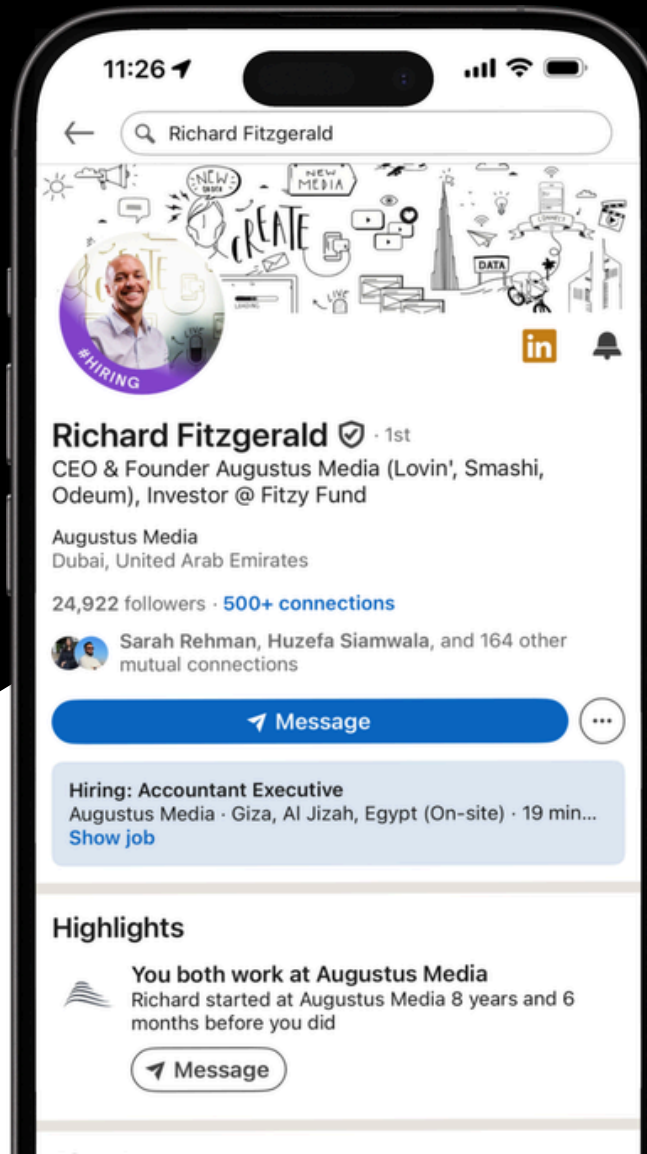 11:26
Richard Fitzgerald
NEW
MEDIA
NEW
CREATE
CONNECT
DATA
LOADING
LIVE
LIVE
#HIRING
in
Richard Fitzgerald · 1st
CEO & Founder Augustus Media (Lovin', Smashi,
Odeum), Investor @ Fitzy Fund
Augustus Media
Dubai, United Arab Emirates
24,922 followers · 500+ connections
Sarah Rehman, Huzefa Siamwala, and 164 other
mutual connections
Message
Hiring: Accountant Executive
Augustus Media · Giza, Al Jizah, Egypt (On-site) · 19 min...
Show job
Highlights
You both work at Augustus Media
Richard started at Augustus Media 8 years and 6
months before you did
Message